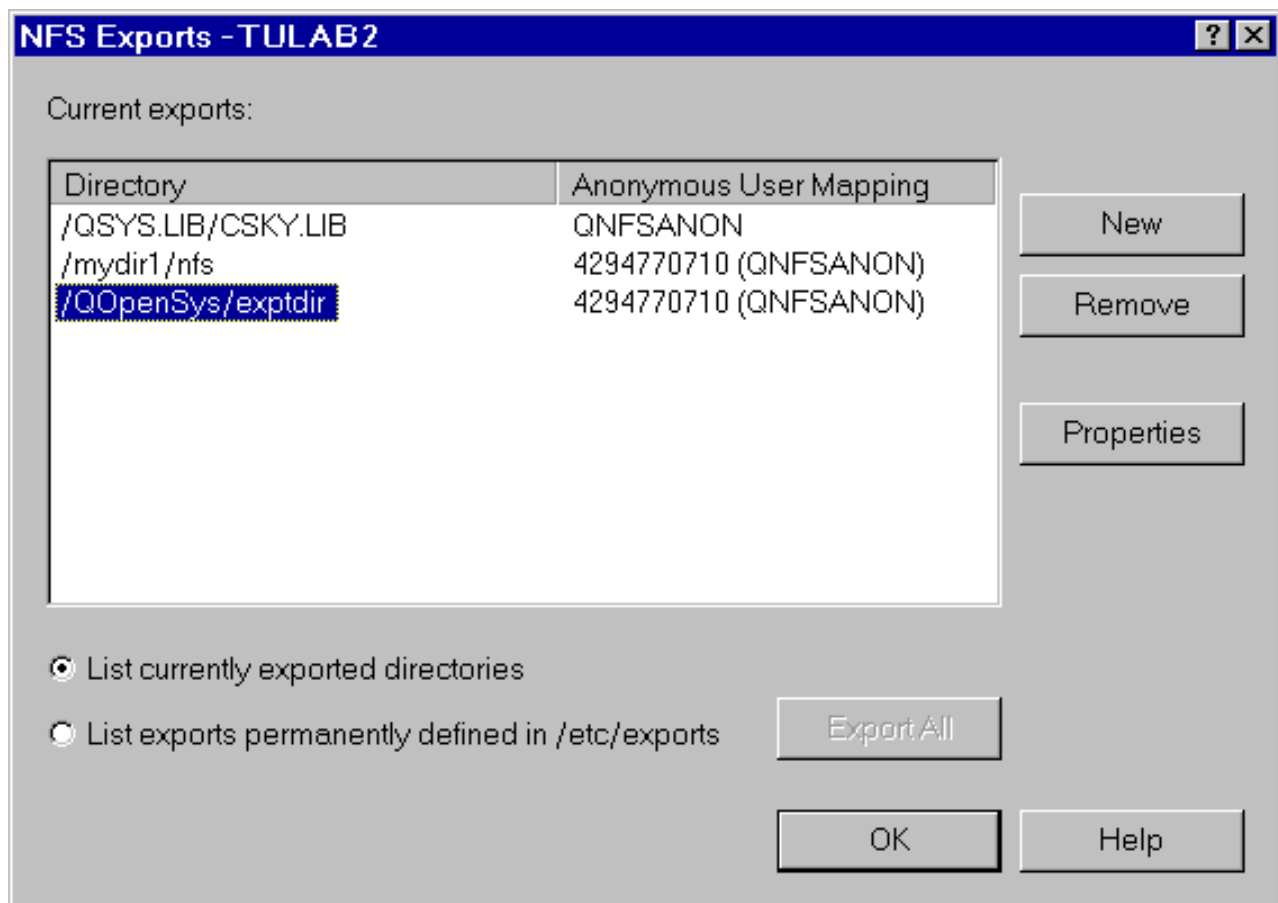 NFS Exports - TULAB2
Current exports:
Directory Anonymous User Mapping
/QSYS.LIB/CSKY.LIB QNFSANON
/mydir1/nfs 4294770710 (QNFSANON)
/QOpenSys/exptdir 4294770710 (QNFSANON)
New
Remove
Properties
List currently exported directories
List exports permanently defined in /etc/exports
Export All
OK
Help